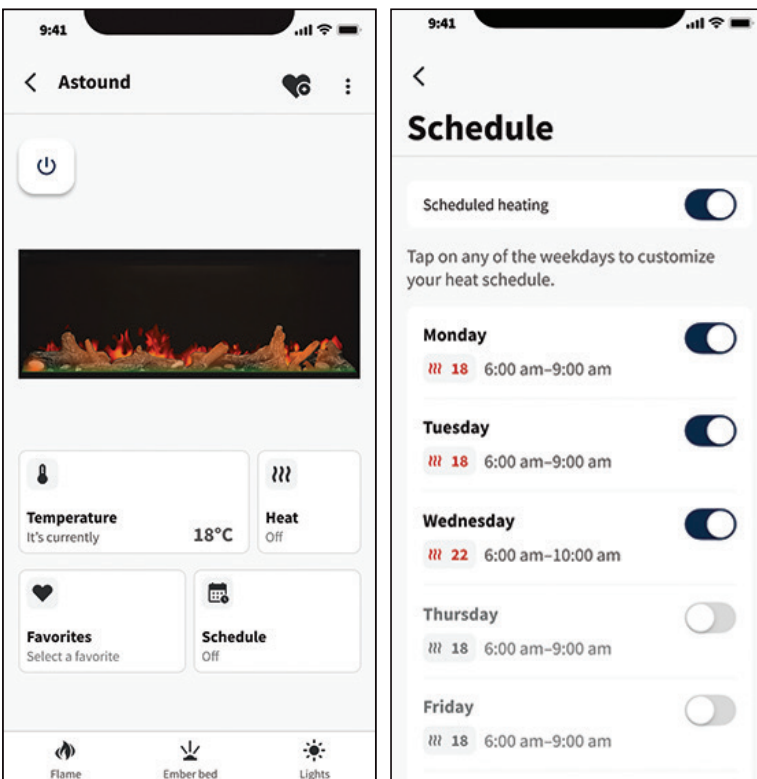 9:41
Astound
Temperature
It's currently
18°C
Heat
Off
Favorites
Select a favorite
Schedule
Off
Flame
Ember bed
Lights
9:41
Schedule
Scheduled heating
Tap on any of the weekdays to customize
your heat schedule.
Monday
18 6:00 am–9:00 am
Tuesday
18 6:00 am–9:00 am
Wednesday
22 6:00 am–10:00 am
Thursday
18 6:00 am–9:00 am
Friday
18 6:00 am–9:00 am